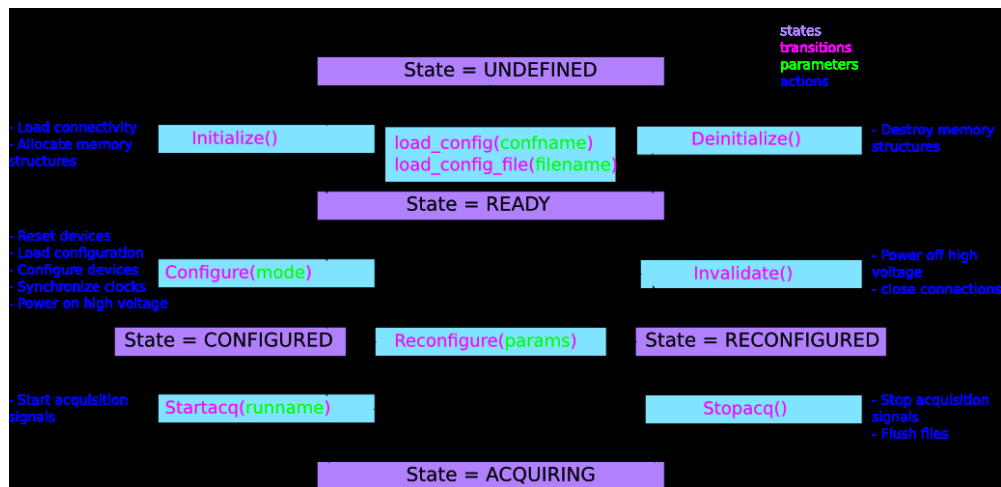 states
transitions
parameters
actions
State = UNDEFINED
- Load connectivity
- Allocate memory
structures
Initialize()
load_config(confname)
load_config_file(filename)
Deinitialize()
- Destroy memory
structures
State = READY
- Reset devices
- Load configuration
- Configure devices
- Synchronize clocks
- Power on high voltage
Configure(mode)
Invalidate()
- Power off high
voltage
- close connections
State = CONFIGURED
Reconfigure(params)
State = RECONFIGURED
- Start acquisition
signals
Startacq(runname)
Stopacq()
- Stop acquisition
signals
- Flush files
State = ACQUIRING